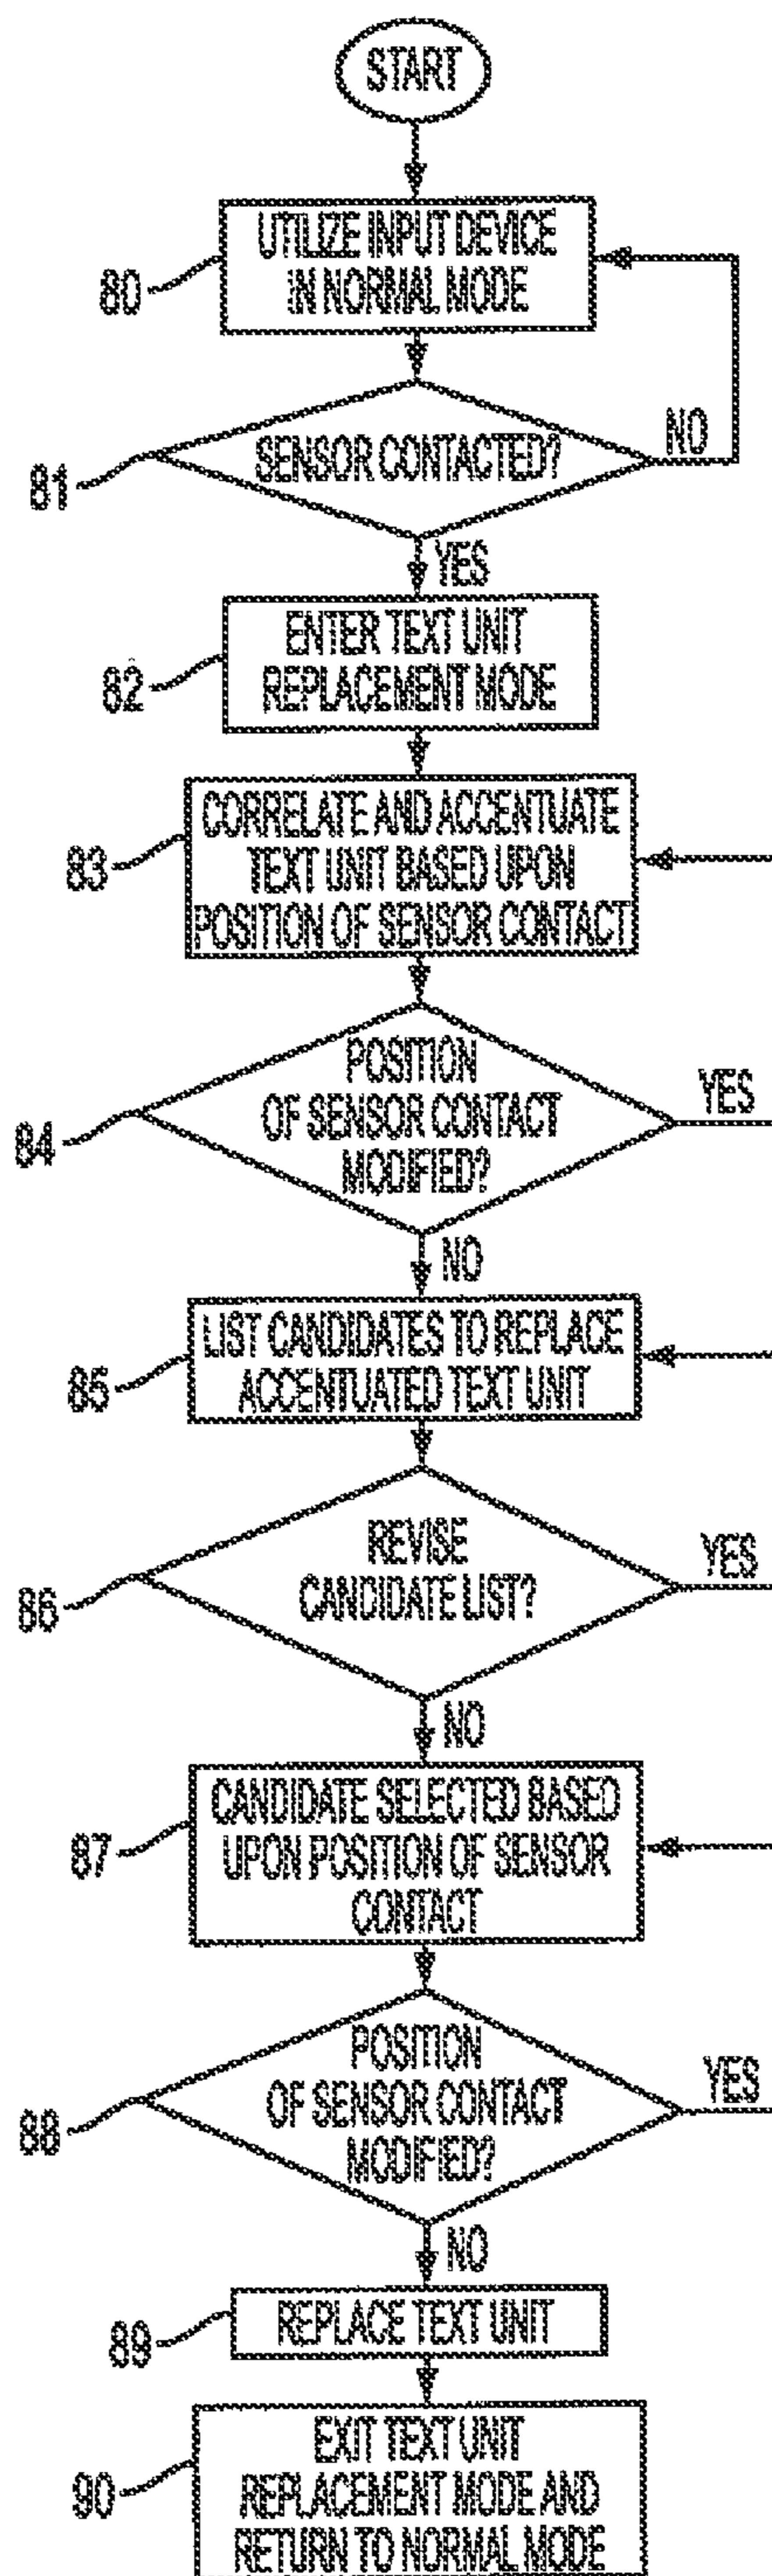 START
UTILIZE INPUT DEVICE
IN NORMAL MODE
80
SENSOR CONTACTED?
NO
81
YES
ENTER TEXT UNIT
REPLACEMENT MODE
82
CORRELATE AND ACCENTUATE
TEXT UNIT BASED UPON
POSITION OF SENSOR CONTACT
83
POSITION
OF SENSOR CONTACT
MODIFIED?
YES
84
NO
LIST CANDIDATES TO REPLACE
ACCENTUATED TEXT UNIT
85
REVISE
CANDIDATE LIST?
YES
86
NO
CANDIDATE SELECTED BASED
UPON POSITION OF SENSOR
CONTACT
87
POSITION
OF SENSOR CONTACT
MODIFIED?
YES
88
NO
REPLACE TEXT UNIT
89
EXIT TEXT UNIT
REPLACEMENT MODE AND
RETURN TO NORMAL MODE
90